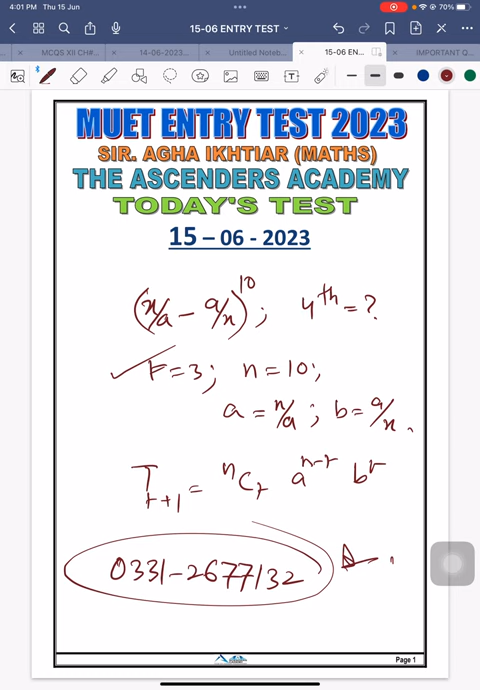 4:01 PM Thu 15 Jun
70%
15-06 ENTRY TEST
MCQS XII CH#...
14-06-2023...
Untitled Noteb...
15-06 EN...
IMPORTANT Q...
MUET ENTRY TEST 2023
SIR. AGHA IKHTIAR (MATHS)
THE ASCENDERS ACADEMY
TODAY'S TEST
15 – 06 - 2023
(x/a - a/x)^10 ; 4th = ?
r = 3 ; n = 10 ;
a = x/a ; b = a/x .
T_{r+1} = ^nC_r a^{n-r} b^r
0331-2677132
Page 1